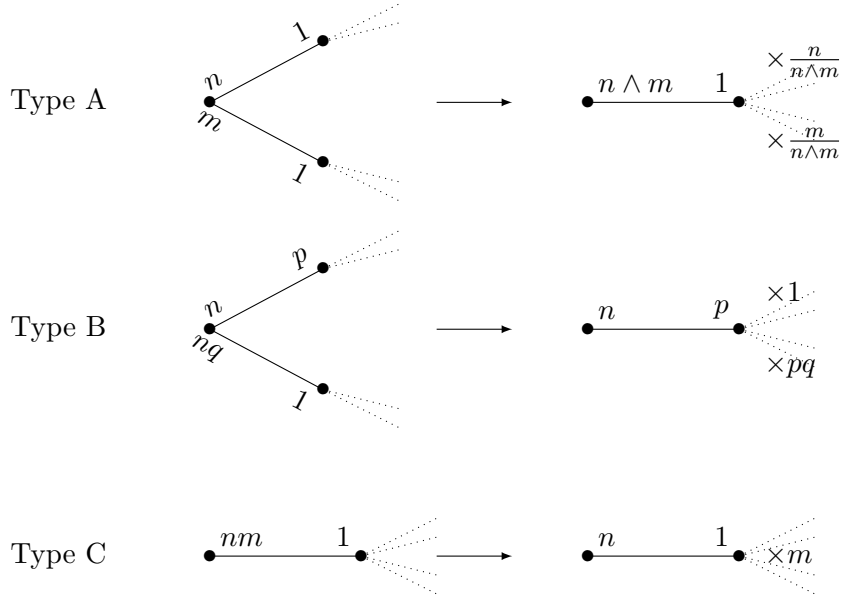 1
× n/(n∧m)
n
n ∧ m 1
Type A
m
× m/(n∧m)
1
p
×1
n
n p
Type B
nq
×pq
1
nm 1
n 1
Type C
×m